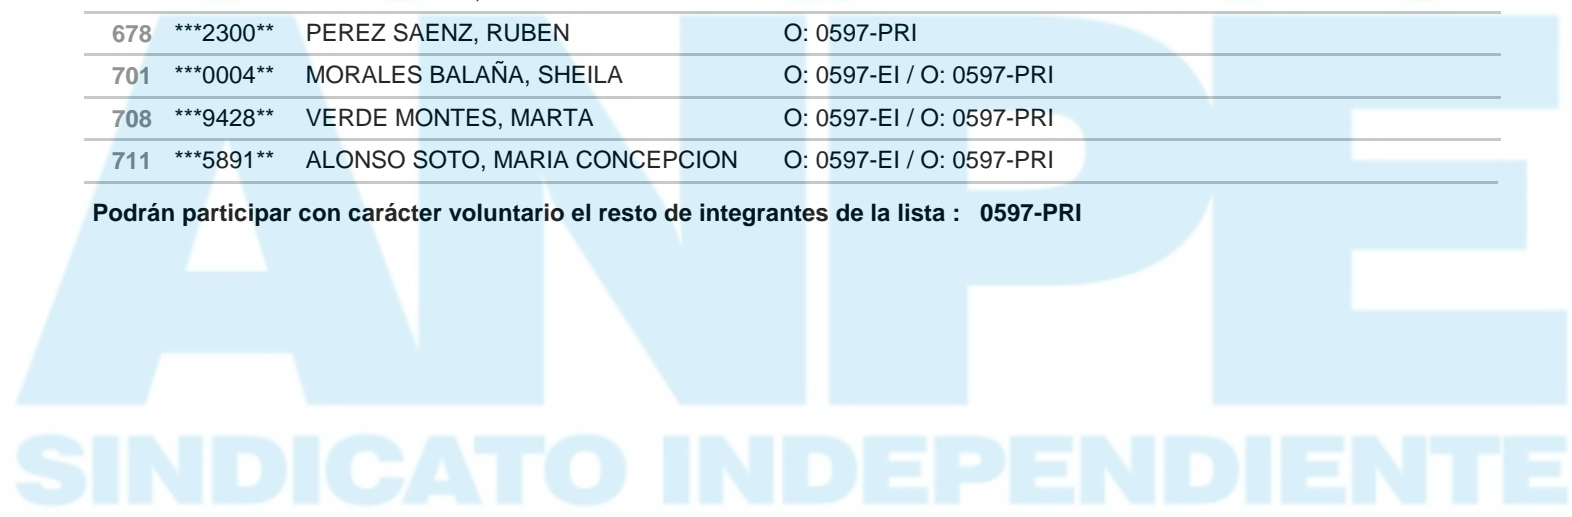 678 ***2300** PEREZ SAENZ, RUBEN O: 0597-PRI
701 ***0004** MORALES BALAÑA, SHEILA O: 0597-EI / O: 0597-PRI
708 ***9428** VERDE MONTES, MARTA O: 0597-EI / O: 0597-PRI
711 ***5891** ALONSO SOTO, MARIA CONCEPCION O: 0597-EI / O: 0597-PRI
Podrán participar con carácter voluntario el resto de integrantes de la lista : 0597-PRI
ANPE
SINDICATO INDEPENDIENTE